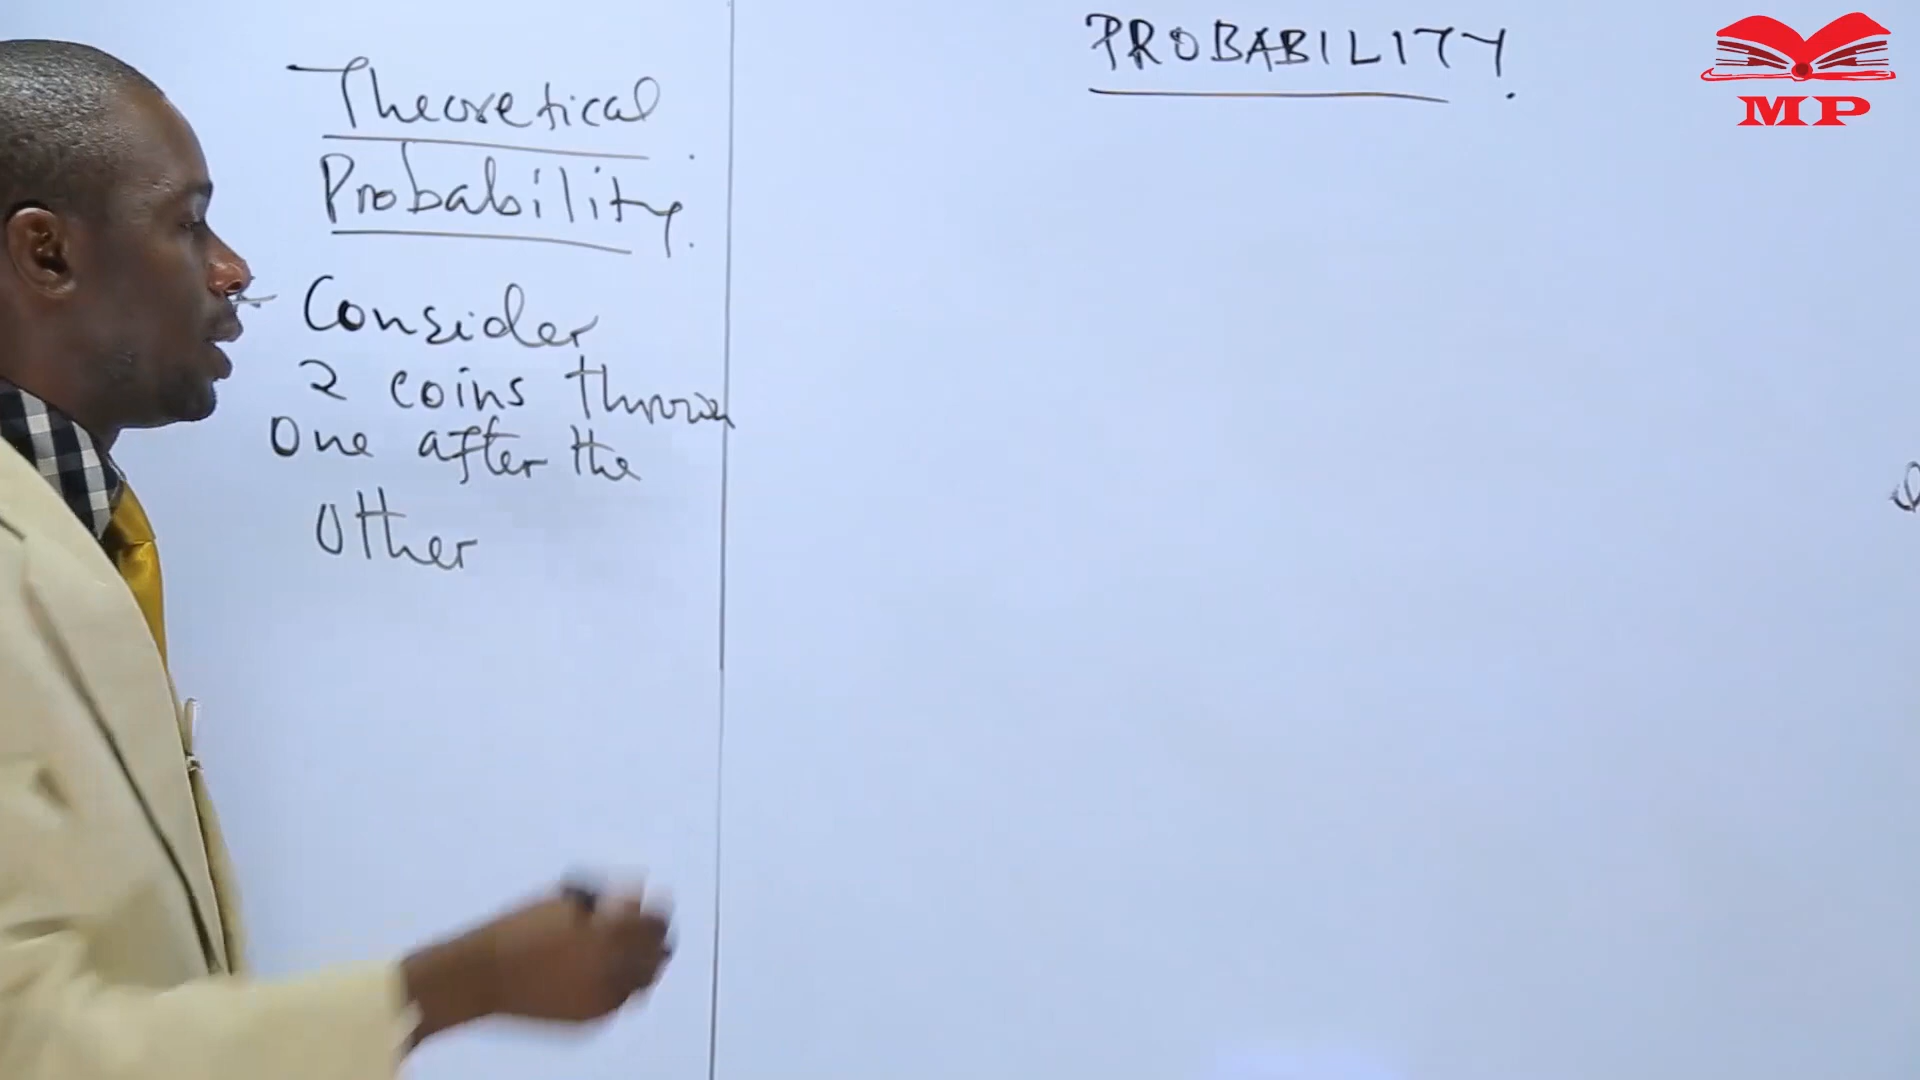 Theoretical
Probability.
- Consider
2 coins thrown
One after the
Other
PROBABILITY.
MP